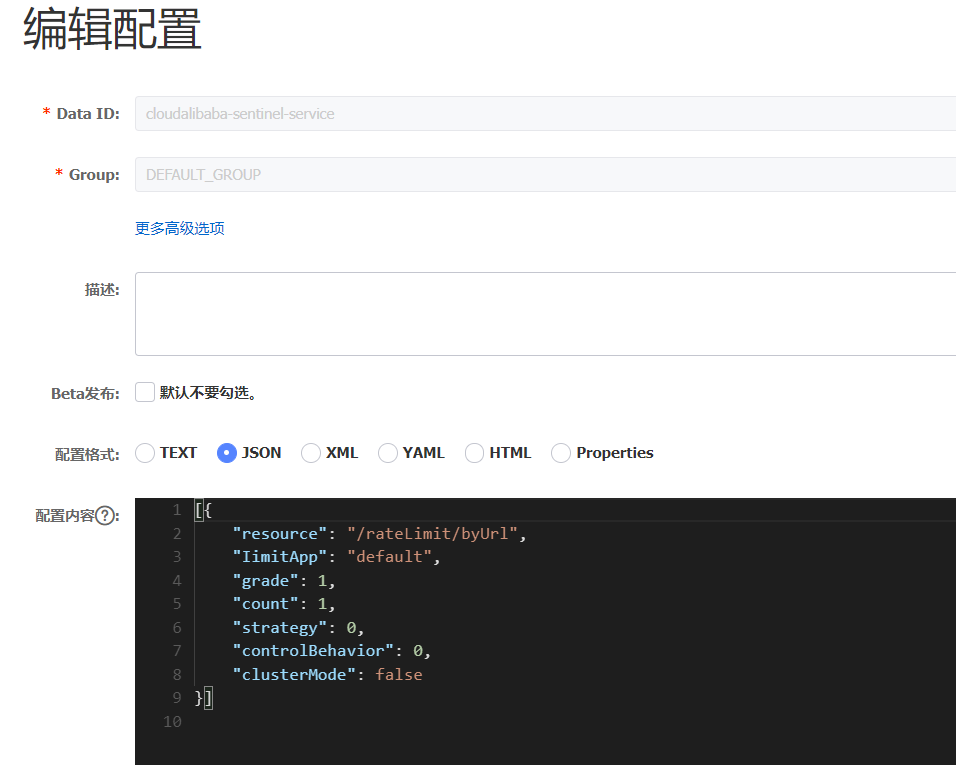 编辑配置
* Data ID: cloudalibaba-sentinel-service
* Group: DEFAULT_GROUP
更多高级选项
描述:
Beta发布: 默认不要勾选。
配置格式: TEXT JSON XML YAML HTML Properties
配置内容?: 1 [{
2 "resource": "/rateLimit/byUrl",
3 "IimitApp": "default",
4 "grade": 1,
5 "count": 1,
6 "strategy": 0,
7 "controlBehavior": 0,
8 "clusterMode": false
9 }]
10